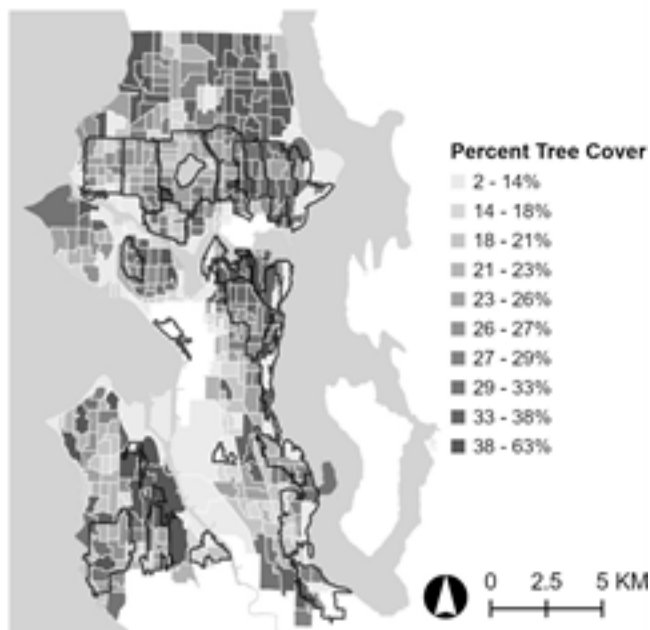 Percent Tree Cover
2 - 14%
14 - 18%
18 - 21%
21 - 23%
23 - 26%
26 - 27%
27 - 29%
29 - 33%
33 - 38%
38 - 63%
0 2.5 5 KM